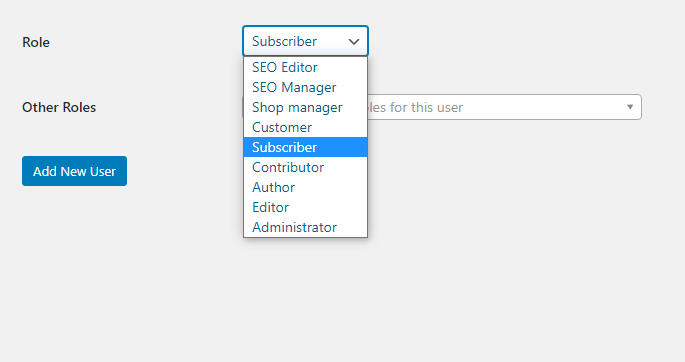 Role
Subscriber
SEO Editor
SEO Manager
Shop manager
Other Roles
for this user
Customer
Subscriber
Contributor
Add New User
Author
Editor
Administrator